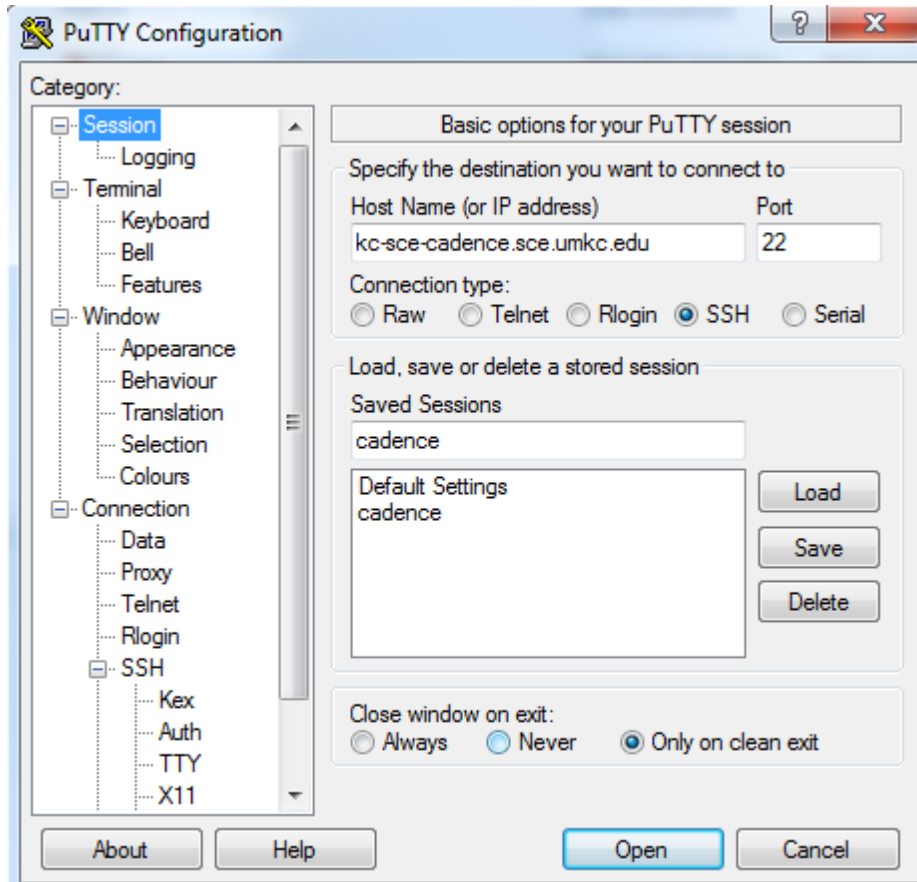 PuTTY Configuration
Category:
Session
Logging
Terminal
Keyboard
Bell
Features
Window
Appearance
Behaviour
Translation
Selection
Colours
Connection
Data
Proxy
Telnet
Rlogin
SSH
Kex
Auth
TTY
X11
Basic options for your PuTTY session
Specify the destination you want to connect to
Host Name (or IP address) Port
kc-sce-cadence.sce.umkc.edu 22
Connection type:
Raw Telnet Rlogin SSH Serial
Load, save or delete a stored session
Saved Sessions
cadence
Default Settings
cadence
Load
Save
Delete
Close window on exit:
Always Never Only on clean exit
About Help Open Cancel